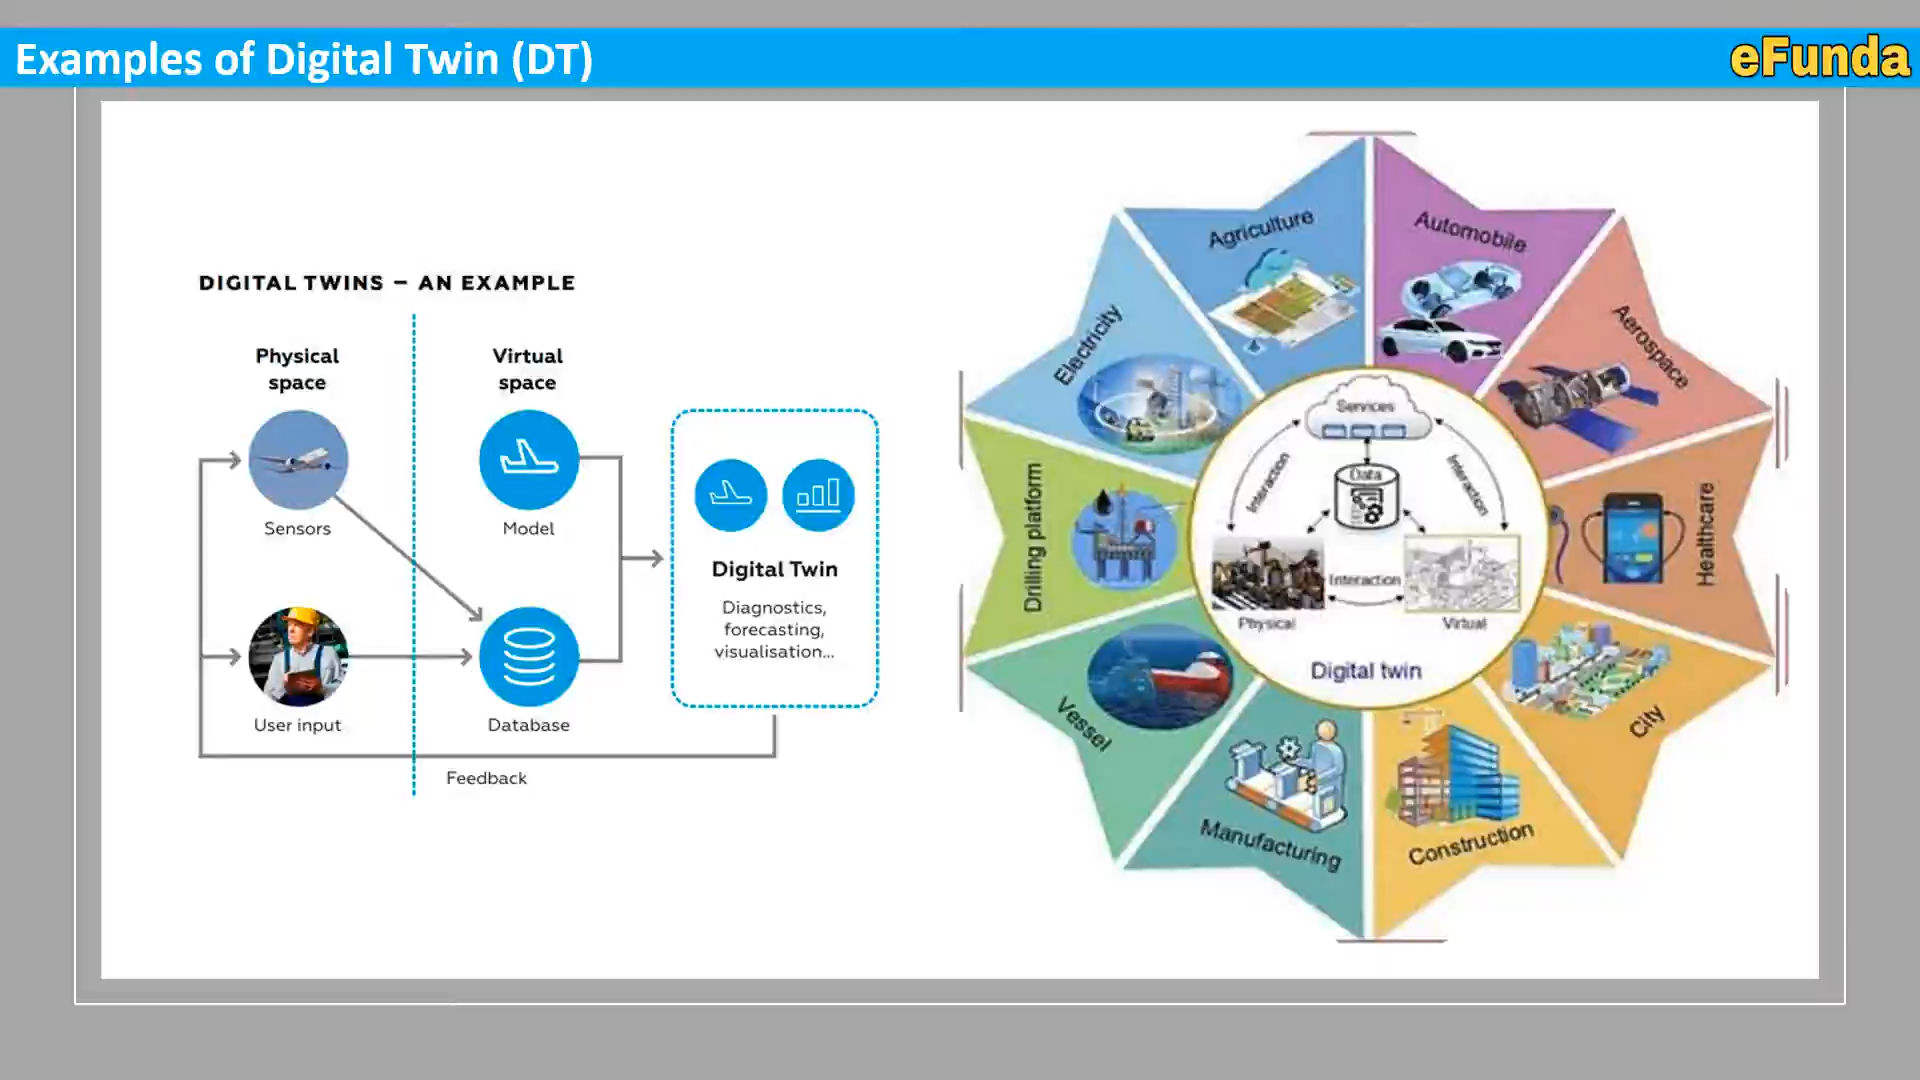 Examples of Digital Twin (DT)
eFunda
DIGITAL TWINS – AN EXAMPLE
Physical
space
Virtual
space
Sensors
Model
User input
Database
Digital Twin
Diagnostics,
forecasting,
visualisation...
Feedback
Agriculture
Automobile
Aerospace
Healthcare
City
Construction
Manufacturing
Vessel
Drilling platform
Electricity
Services
Interaction
Data
Interaction
Interaction
Physical
Virtual
Digital twin